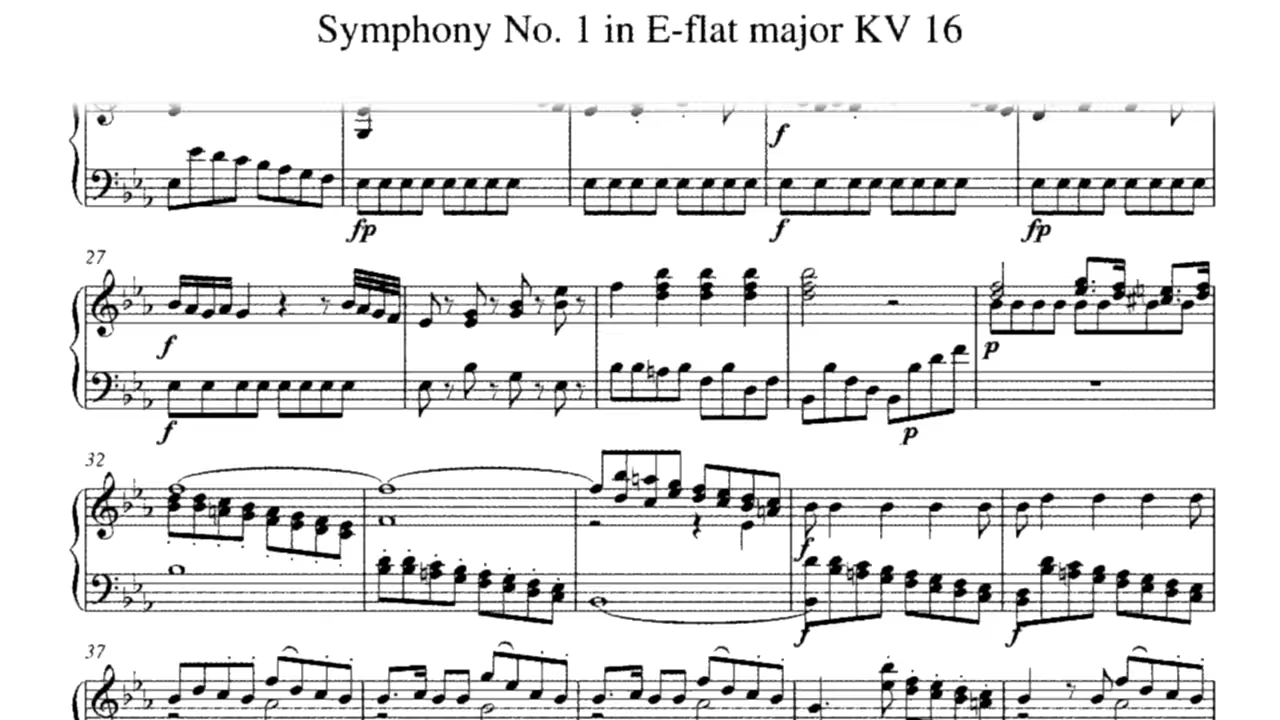 Symphony No. 1 in E-flat major KV 16
f
fp f fp
27
f p
f p
32
f
f f
37